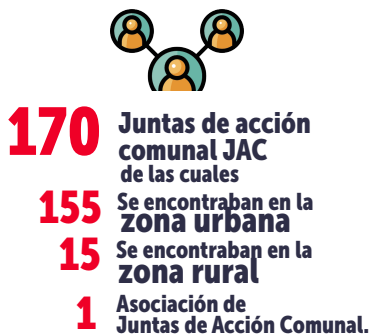 170 Juntas de acción
comunal JAC
de las cuales
155 Se encontraban en la
zona urbana
15 Se encontraban en la
zona rural
1 Asociación de
Juntas de Acción Comunal.